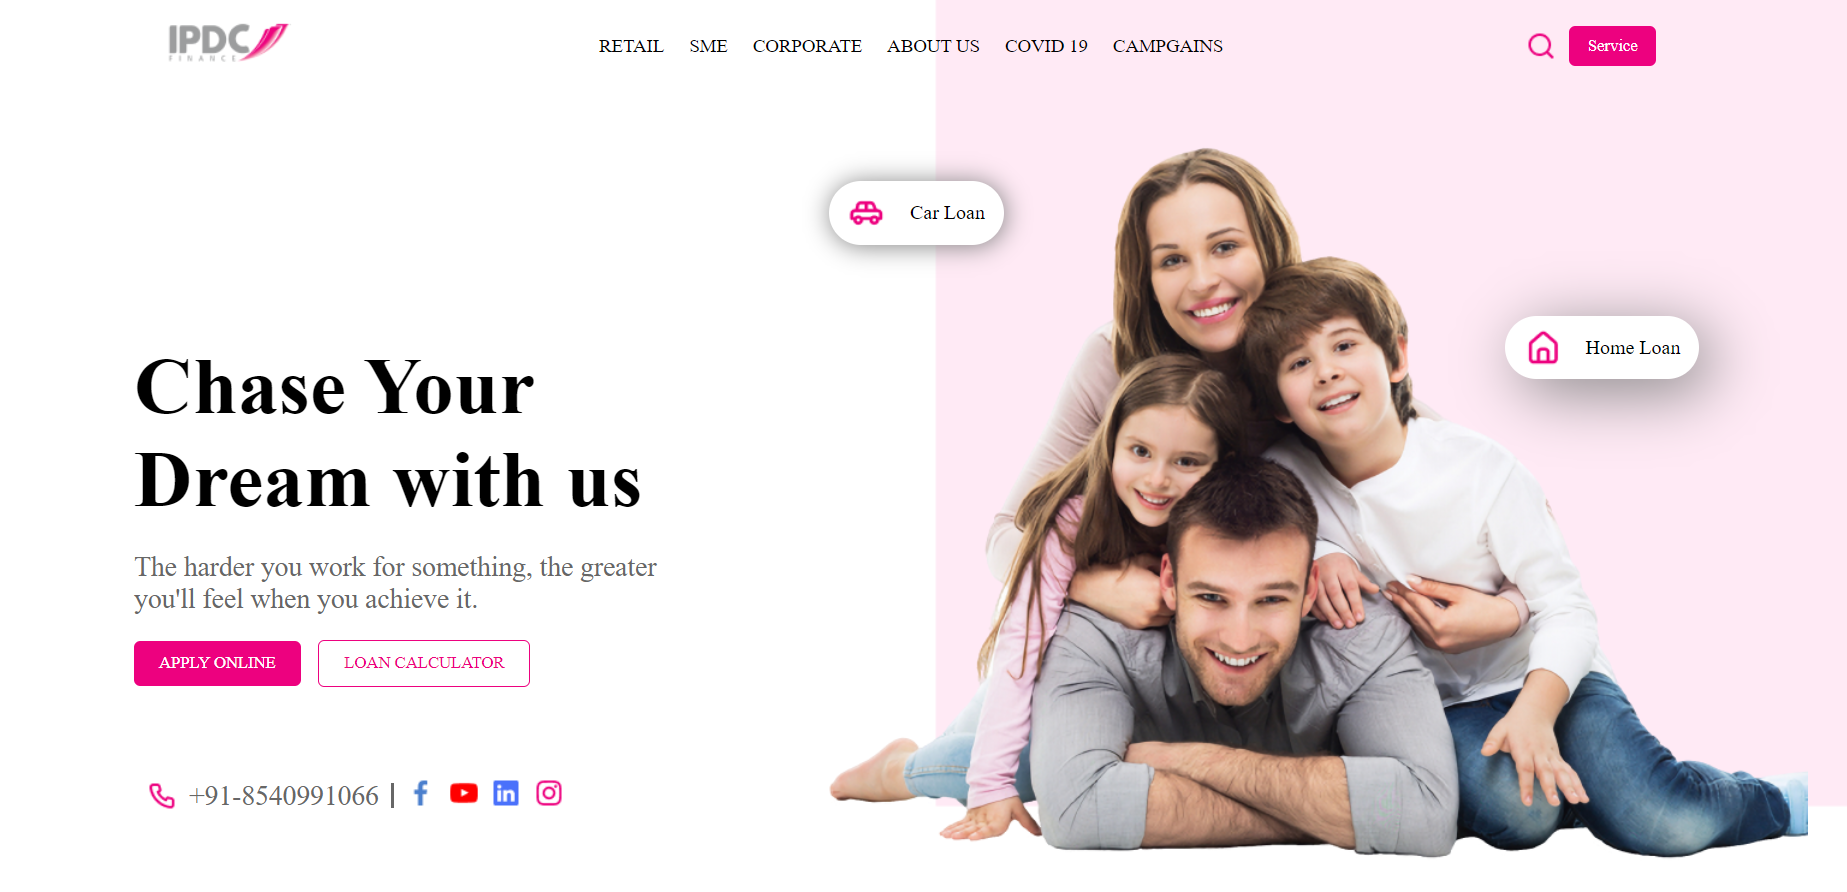 IPDC
FINANCE
RETAIL SME CORPORATE ABOUT US COVID 19 CAMPGAINS
Service
Car Loan
Home Loan
Chase Your
Dream with us
The harder you work for something, the greater
you'll feel when you achieve it.
APPLY ONLINE
LOAN CALCULATOR
+91-8540991066 |